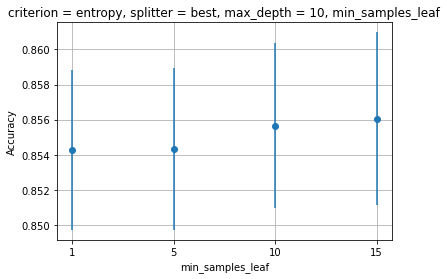 criterion = entropy, splitter = best, max_depth = 10, min_samples_leaf
0.860
0.858
0.856
0.854
0.852
0.850
Accuracy
1 5 10 15
min_samples_leaf